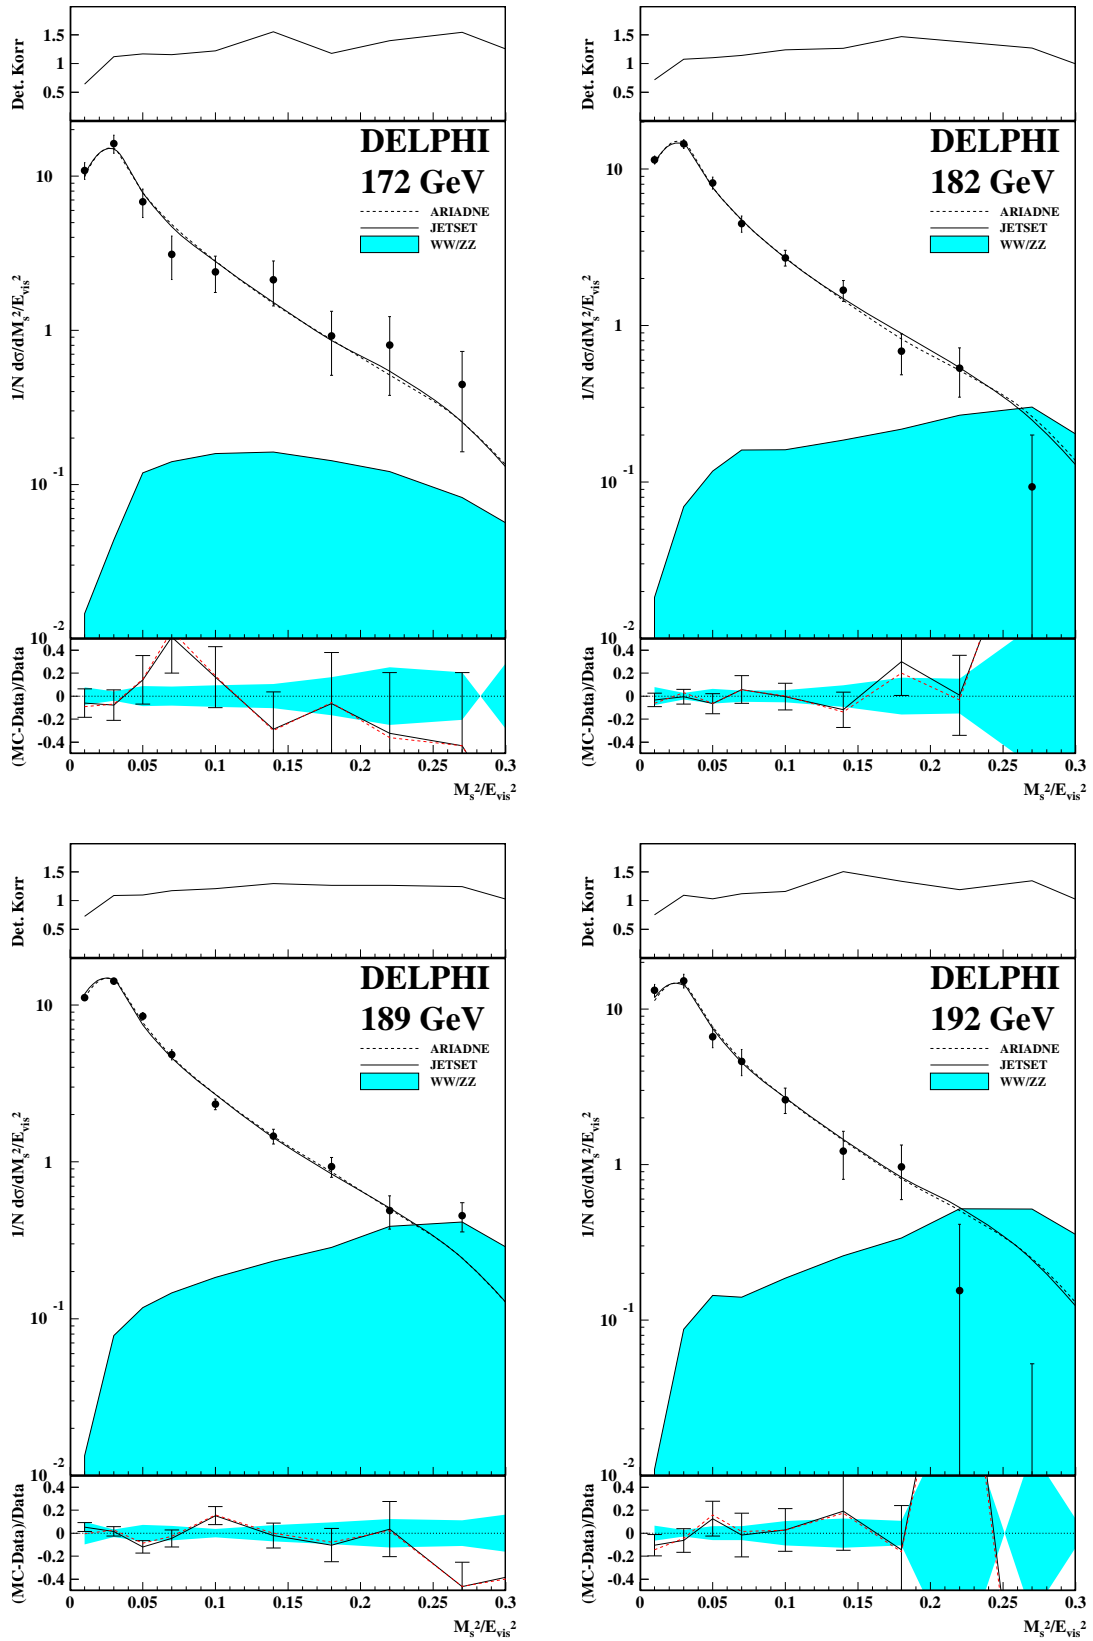 Det. Korr
1.5
1
0.5
DELPHI
172 GeV
ARIADNE
JETSET
WW/ZZ
1/N dσ/dM_s^2/E_vis^2
10
1
10^-1
10^-2
(MC-Data)/Data
0.4
0.2
0
-0.2
-0.4
0 0.05 0.1 0.15 0.2 0.25 0.3
M_s^2/E_vis^2
Det. Korr
1.5
1
0.5
DELPHI
182 GeV
ARIADNE
JETSET
WW/ZZ
1/N dσ/dM_s^2/E_vis^2
10
1
10^-1
10^-2
(MC-Data)/Data
0.4
0.2
0
-0.2
-0.4
0 0.05 0.1 0.15 0.2 0.25 0.3
M_s^2/E_vis^2
Det. Korr
1.5
1
0.5
DELPHI
189 GeV
ARIADNE
JETSET
WW/ZZ
1/N dσ/dM_s^2/E_vis^2
10
1
10^-1
10^-2
(MC-Data)/Data
0.4
0.2
0
-0.2
-0.4
0 0.05 0.1 0.15 0.2 0.25 0.3
M_s^2/E_vis^2
Det. Korr
1.5
1
0.5
DELPHI
192 GeV
ARIADNE
JETSET
WW/ZZ
1/N dσ/dM_s^2/E_vis^2
10
1
10^-1
10^-2
(MC-Data)/Data
0.4
0.2
0
-0.2
-0.4
0 0.05 0.1 0.15 0.2 0.25 0.3
M_s^2/E_vis^2